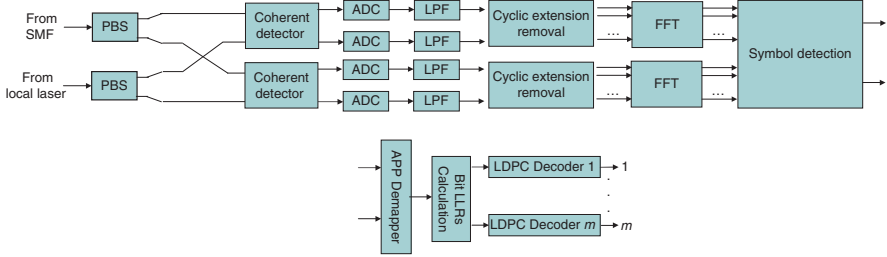 From
SMF
PBS
Coherent
detector
ADC
LPF
Cyclic extension
removal
...
FFT
...
ADC
LPF
Symbol detection
From
local laser
PBS
Coherent
detector
ADC
LPF
Cyclic extension
removal
...
FFT
...
ADC
LPF
APP Demapper
Bit LLRs
Calculation
LDPC Decoder 1
1
.
.
.
LDPC Decoder m
m